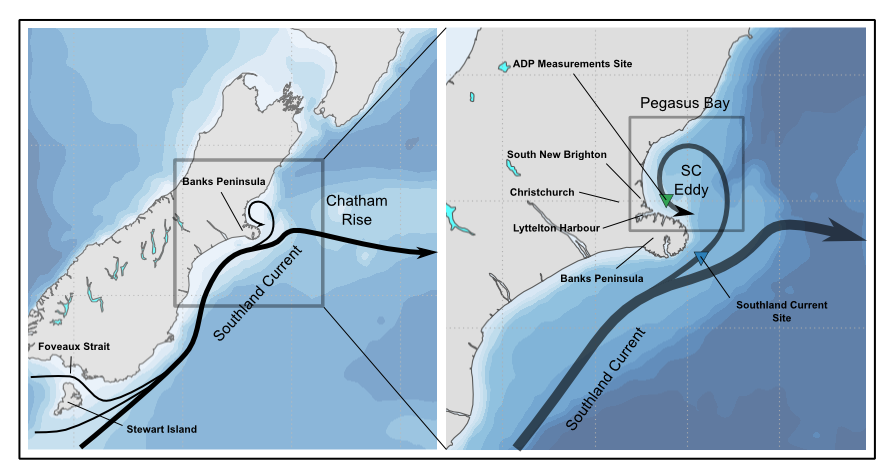 Banks Peninsula
Chatham
Rise
Southland Current
Foveaux Strait
Stewart Island
ADP Measurements Site
Pegasus Bay
South New Brighton
SC
Eddy
Christchurch
Lyttelton Harbour
Banks Peninsula
Southland Current
Site
Southland Current